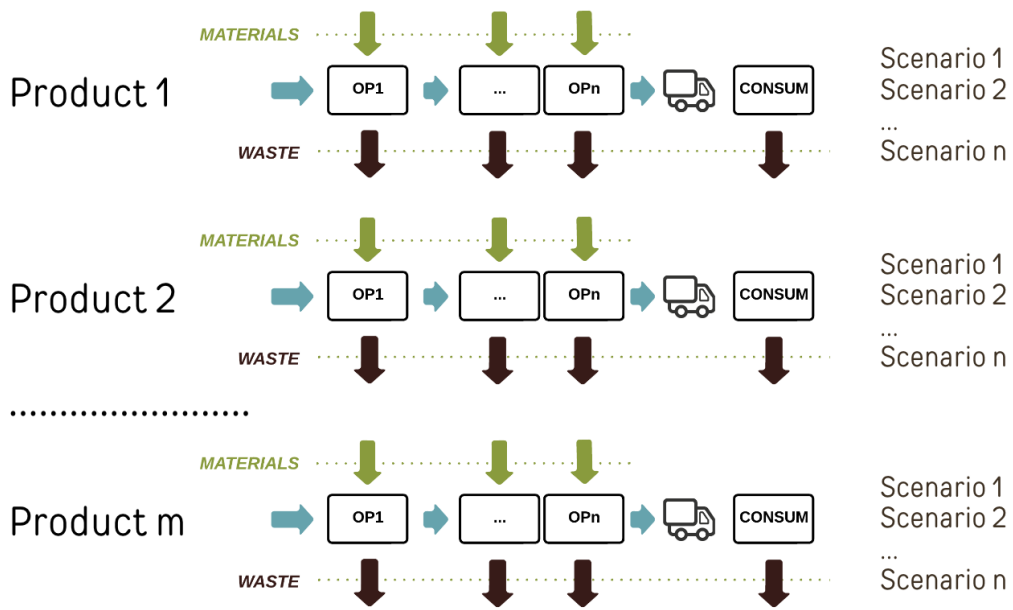 MATERIALS
Product 1
OP1
...
OPn
CONSUM
WASTE
Scenario 1
Scenario 2
...
Scenario n
MATERIALS
Product 2
OP1
...
OPn
CONSUM
WASTE
Scenario 1
Scenario 2
...
Scenario n
MATERIALS
Product m
OP1
...
OPn
CONSUM
WASTE
Scenario 1
Scenario 2
...
Scenario n